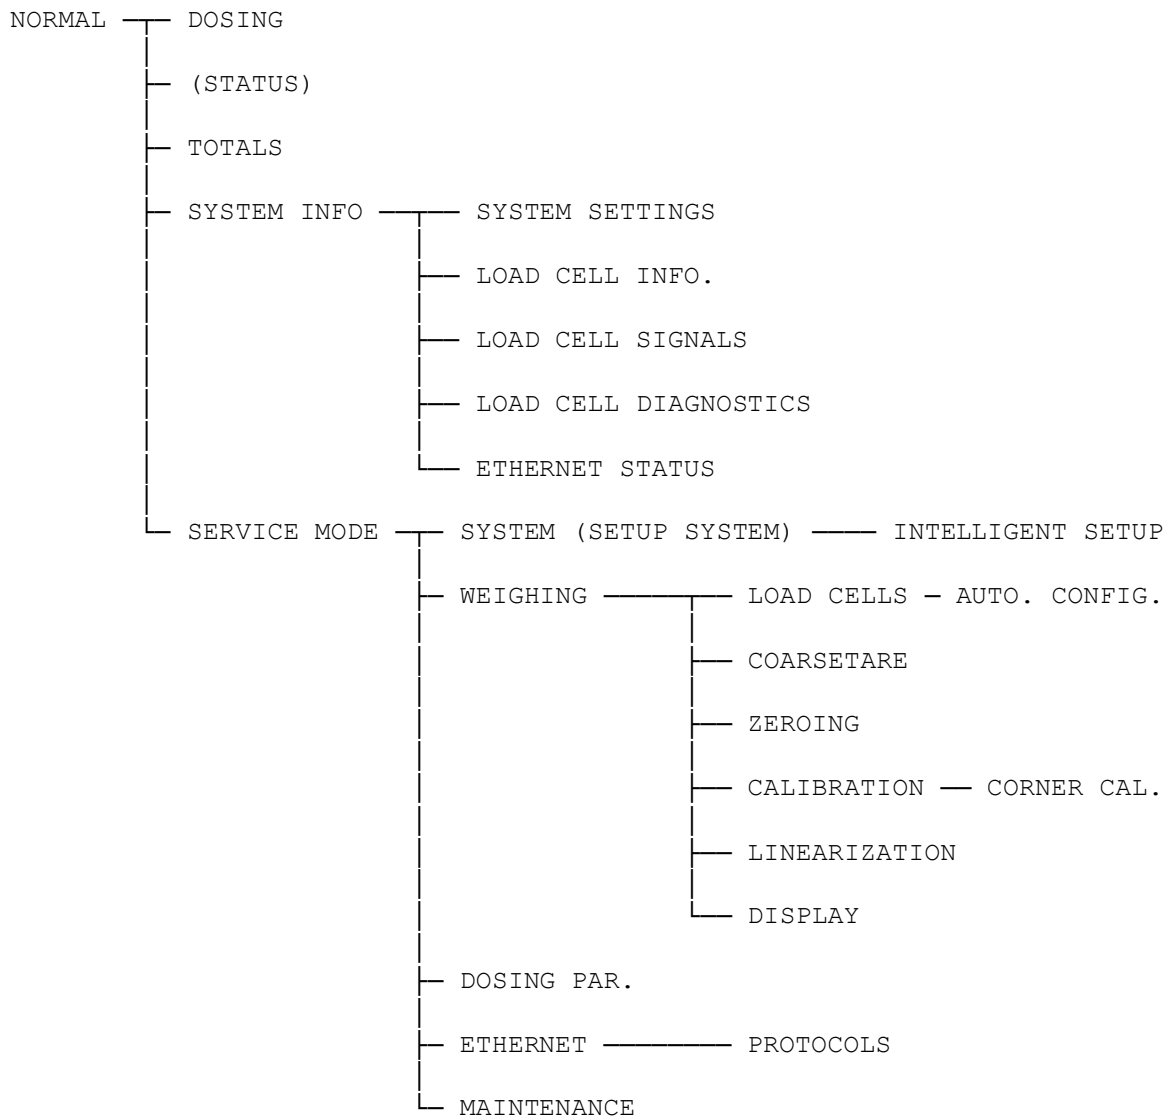 NORMAL DOSING
(STATUS)
TOTALS
SYSTEM INFO SYSTEM SETTINGS
LOAD CELL INFO.
LOAD CELL SIGNALS
LOAD CELL DIAGNOSTICS
ETHERNET STATUS
SERVICE MODE SYSTEM (SETUP SYSTEM) INTELLIGENT SETUP
WEIGHING LOAD CELLS AUTO. CONFIG.
COARSETARE
ZEROING
CALIBRATION CORNER CAL.
LINEARIZATION
DISPLAY
DOSING PAR.
ETHERNET PROTOCOLS
MAINTENANCE